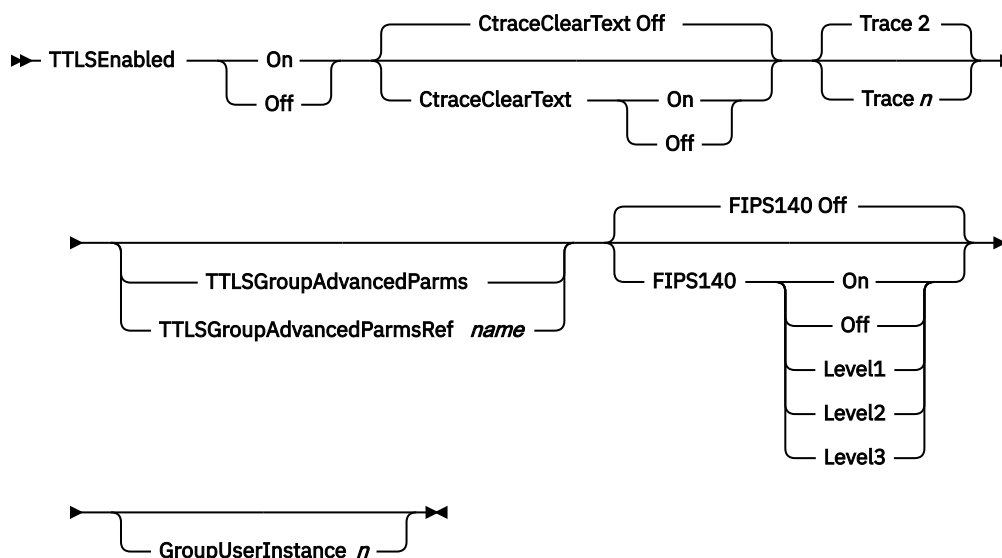 CtraceClearText Off
Trace 2
TTLSEnabled
On
Off
CtraceClearText
On
Off
Trace n
TTLSGroupAdvancedParms
TTLSGroupAdvancedParmsRef name
FIPS140 Off
FIPS140
On
Off
Level1
Level2
Level3
GroupUserInstance n